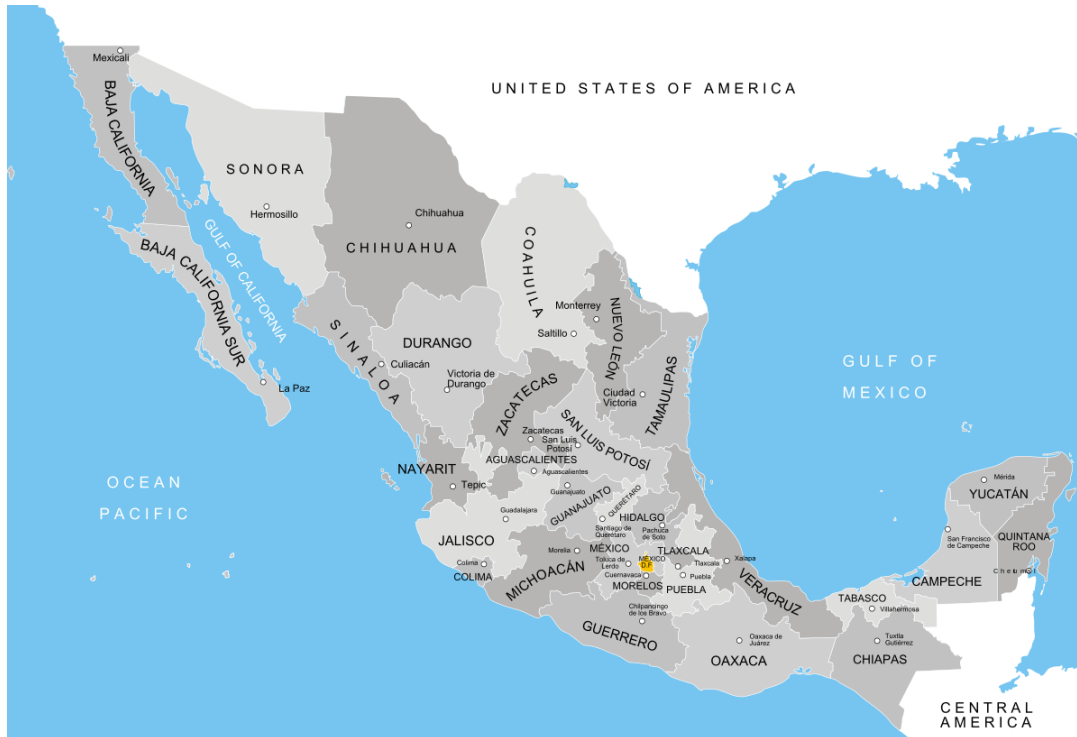 UNITED STATES OF AMERICA
Mexicali
BAJA CALIFORNIA
SONORA
Hermosillo
Chihuahua
CHIHUAHUA
GULF OF CALIFORNIA
BAJA CALIFORNIA SUR
La Paz
COAHUILA
Monterrey
Saltillo
NUEVO LEÓN
SINALOA
Culiacán
DURANGO
Victoria de
Durango
ZACATECAS
Zacatecas
Ciudad
Victoria
TAMAULIPAS
GULF OF
MEXICO
San Luis
Potosí
SAN LUIS POTOSÍ
NAYARIT
Tepic
AGUASCALIENTES
Aguascalientes
OCEAN
PACIFIC
Guanajuato
GUANAJUATO
QUERÉTARO
Santiago de
Querétaro
HIDALGO
Pachuca
de Soto
Guadalajara
JALISCO
Colima
COLIMA
Morelia
MICHOACÁN
MÉXICO
Toluca de
Lerdo
MÉXICO
D.F
TLAXCALA
Tlaxcala
Cuernavaca
MORELOS
Puebla
PUEBLA
Xalapa
VERACRUZ
Chilpancingo
de los Bravo
GUERRERO
Oaxaca de
Juárez
OAXACA
Mérida
YUCATÁN
San Francisco
de Campeche
CAMPECHE
QUINTANA
ROO
Chetumal
TABASCO
Villahermosa
Tuxtla
Gutiérrez
CHIAPAS
CENTRAL
AMERICA